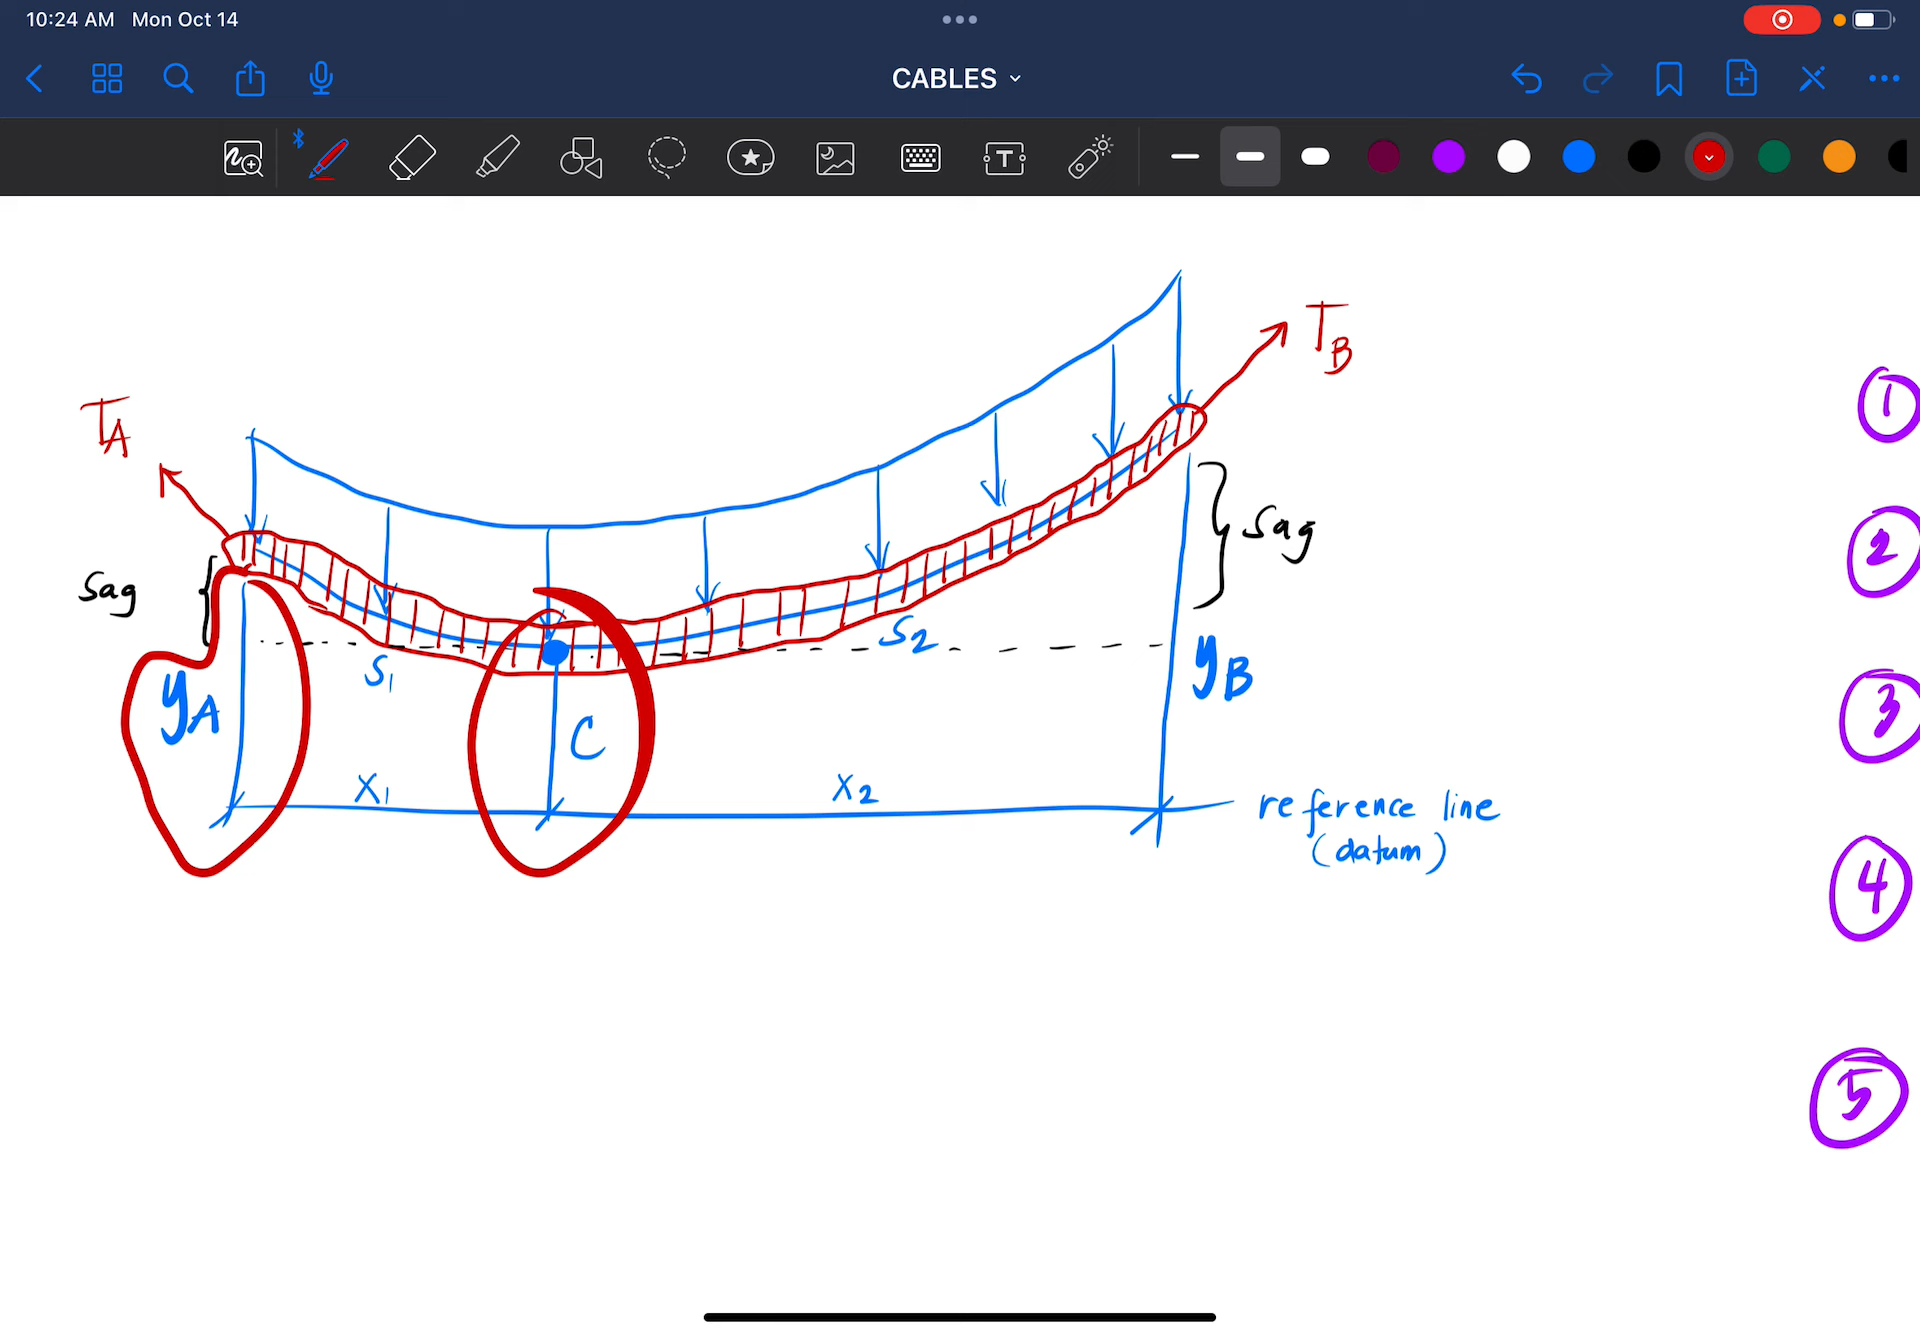 10:24 AM Mon Oct 14
CABLES
T
TB
TA
Sag
Sag
S1
S2
yA
yB
C
X1
X2
reference line
(datum)
1
2
3
4
5